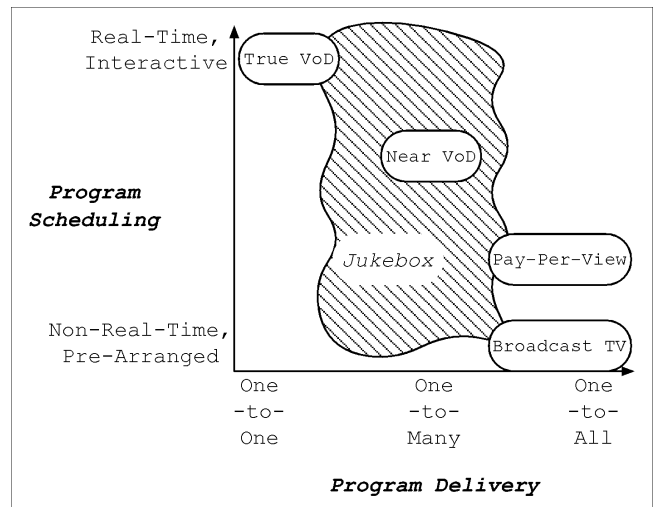 Real-Time,
Interactive
True VoD
Near VoD
Program
Scheduling
Jukebox
Pay-Per-View
Non-Real-Time,
Pre-Arranged
Broadcast TV
One
-to-
One
One
-to-
Many
One
-to-
All
Program Delivery